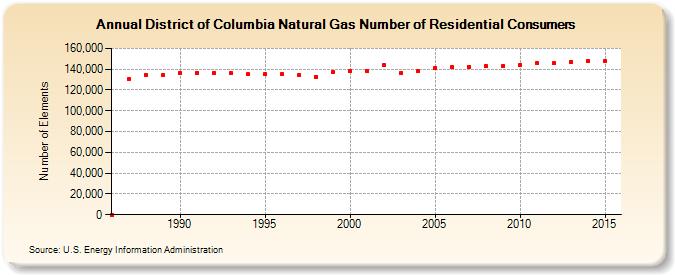 Annual District of Columbia Natural Gas Number of Residential Consumers
Number of Elements
160,000
140,000
120,000
100,000
80,000
60,000
40,000
20,000
0
1990 1995 2000 2005 2010 2015
Source: U.S. Energy Information Administration